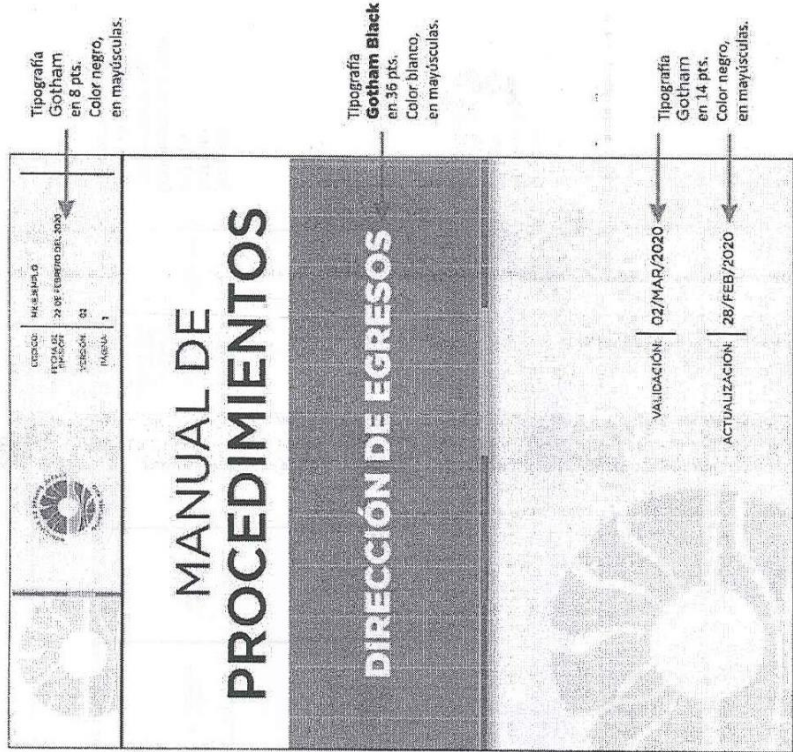 CÓDIGO: MX-EJEMPLO
FECHA DE EMISIÓN: 22 DE FEBRERO DEL 2020
VERSIÓN: 02
PÁGINA: 1
Tipografía
Gotham
en 8 pts.
Color negro,
en mayúsculas.
MANUAL DE
PROCEDIMIENTOS
DIRECCIÓN DE EGRESOS
Tipografía
Gotham Black
en 36 pts.
Color blanco,
en mayúsculas.
VALIDACIÓN: 02/MAR/2020
ACTUALIZACIÓN: 28/FEB/2020
Tipografía
Gotham
en 14 pts.
Color negro,
en mayúsculas.